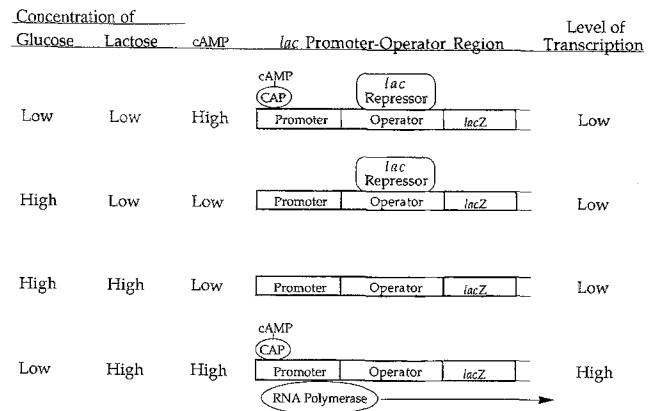 Concentration of
Glucose Lactose cAMP lac Promoter-Operator Region Level of Transcription
cAMP
CAP
lac Repressor
Low Low High Promoter Operator lacZ Low
lac Repressor
High Low Low Promoter Operator lacZ Low
High High Low Promoter Operator lacZ Low
cAMP
CAP
Low High High Promoter Operator lacZ High
RNA Polymerase